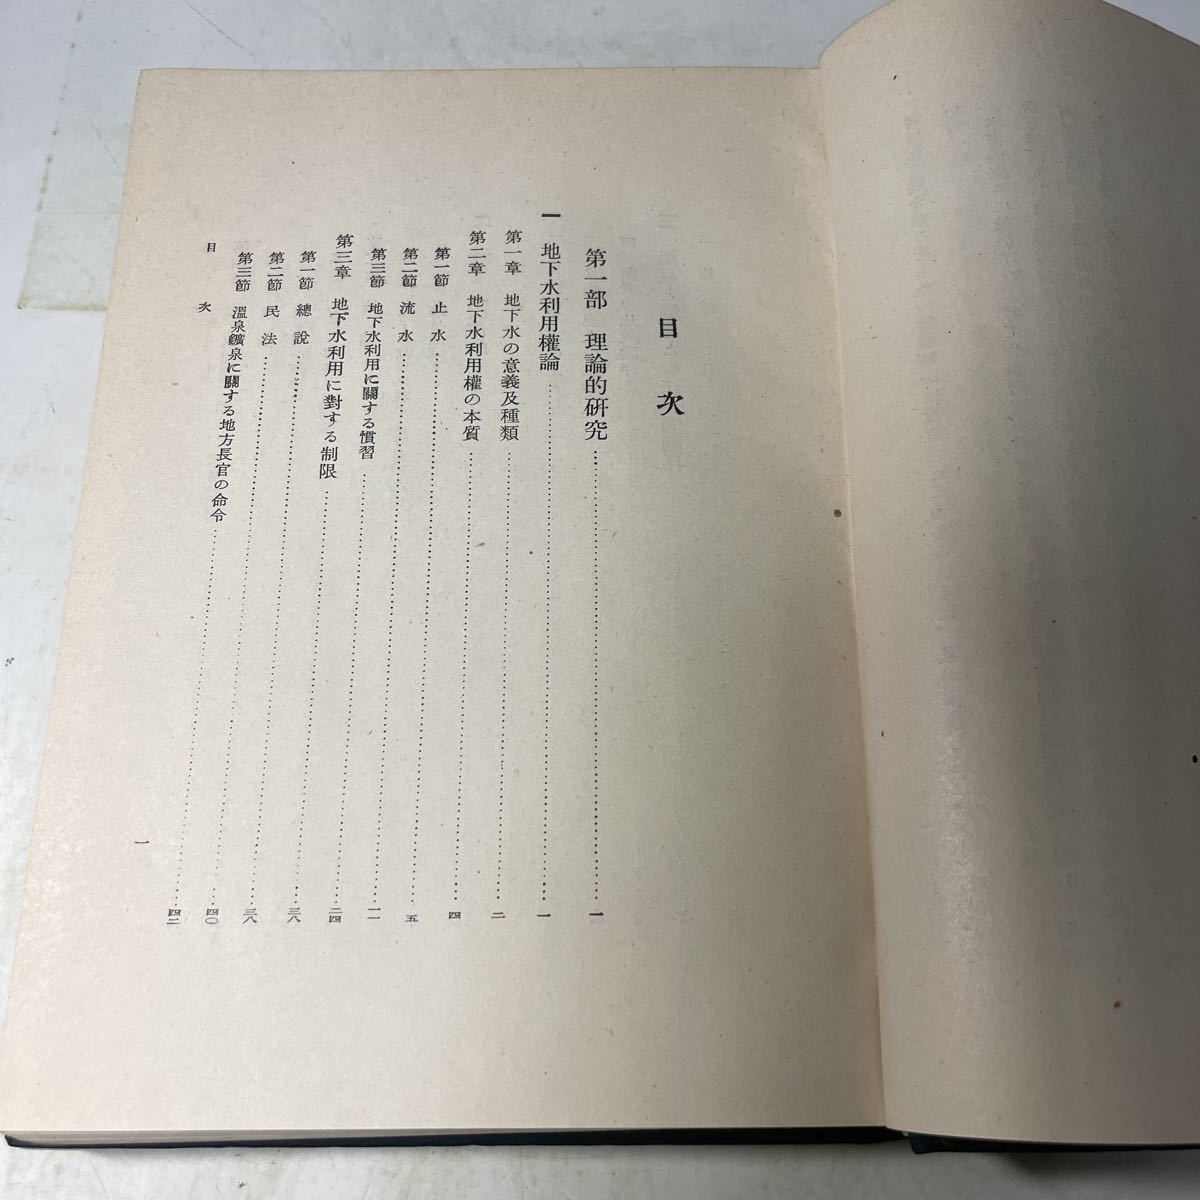 目次
第一部 理論的硏究……一
一 地下水利用權論……一
第一章 地下水の意義及種類……二
第二章 地下水利用權の本質……四
第一節 止水……五
第二節 流水……一一
第三節 地下水利用に關する慣習……二四
第三章 地下水利用に對する制限……三八
第一節 總說……三八
第二節 民法……四〇
第三節 溫泉鑛泉に關する地方長官の命令……四二
目次
一